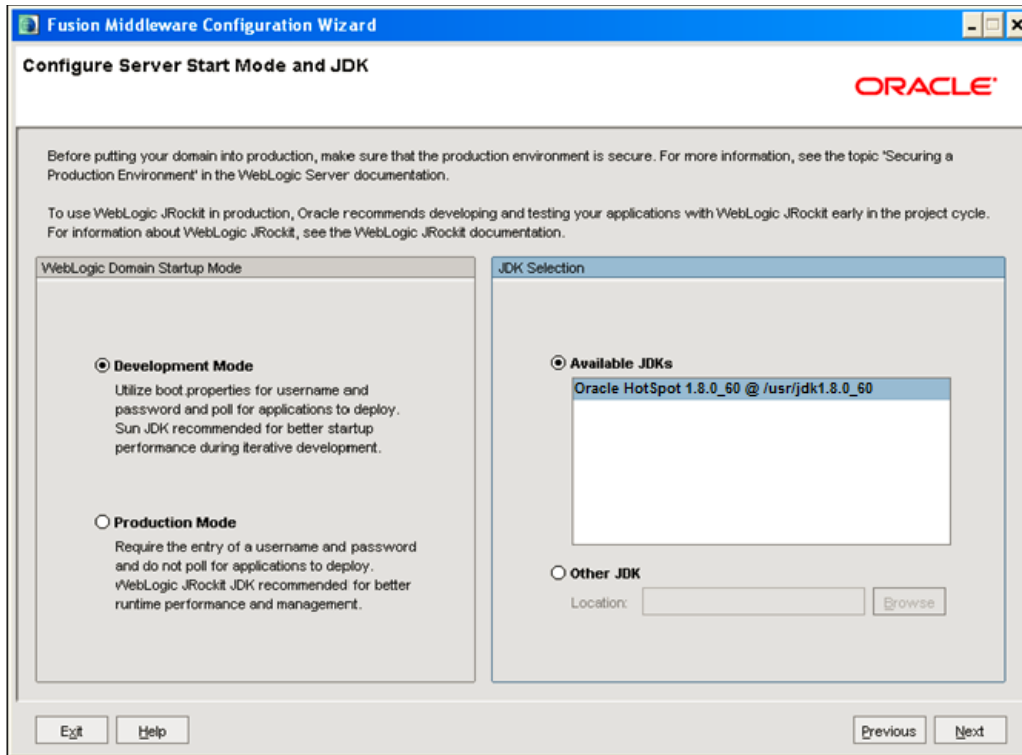 Fusion Middleware Configuration Wizard
Configure Server Start Mode and JDK
ORACLE
Before putting your domain into production, make sure that the production environment is secure. For more information, see the topic 'Securing a
Production Environment' in the WebLogic Server documentation.
To use WebLogic JRockit in production, Oracle recommends developing and testing your applications with WebLogic JRockit early in the project cycle.
For information about WebLogic JRockit, see the WebLogic JRockit documentation.
WebLogic Domain Startup Mode
Development Mode
Utilize boot.properties for username and
password and poll for applications to deploy.
Sun JDK recommended for better startup
performance during iterative development.
Production Mode
Require the entry of a username and password
and do not poll for applications to deploy.
WebLogic JRockit JDK recommended for better
runtime performance and management.
JDK Selection
Available JDKs
Oracle HotSpot 1.8.0_60 @ /usr/jdk1.8.0_60
Other JDK
Location:
Browse
Exit
Help
Previous
Next